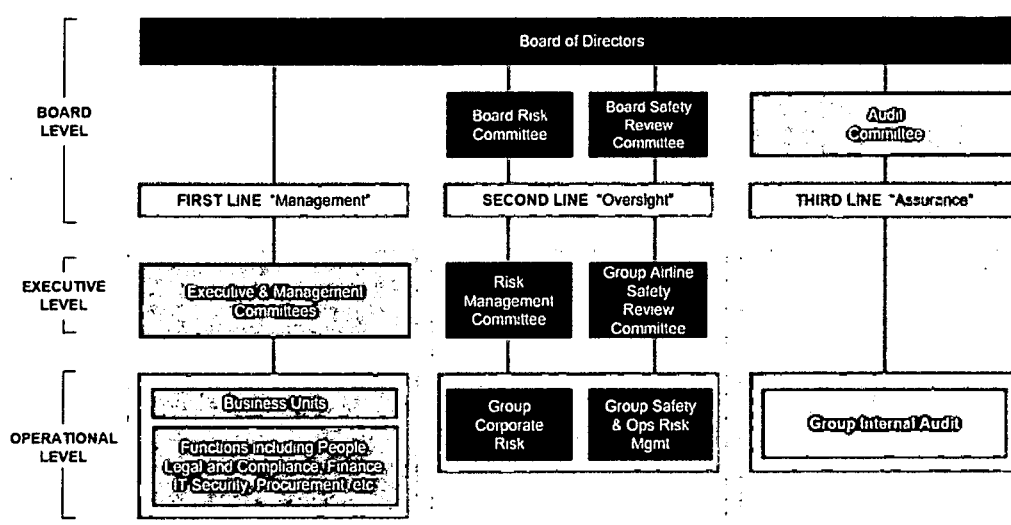 Board of Directors
BOARD
LEVEL
Board Risk
Committee
Board Safety
Review
Committee
Audit
Committee
FIRST LINE "Management"
SECOND LINE "Oversight"
THIRD LINE "Assurance"
EXECUTIVE
LEVEL
Executive & Management
Committees
Risk
Management
Committee
Group Airline
Safety
Review
Committee
OPERATIONAL
LEVEL
Business Units
Functions including People
Legal and Compliance, Finance
IT Security, Procurement, etc
Group
Corporate
Risk
Group Safety
& Ops Risk
Mgmt
Group Internal Audit